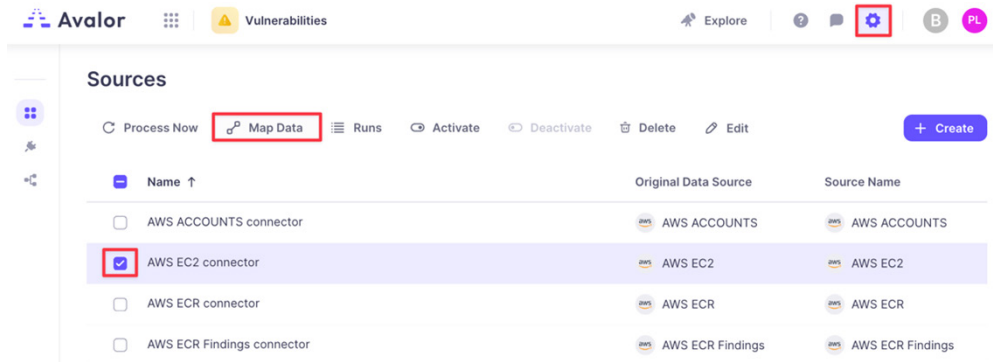 Avalor Vulnerabilities Explore ? B PL
Sources
Process Now Map Data Runs Activate Deactivate Delete Edit + Create
Name ↑ Original Data Source Source Name
AWS ACCOUNTS connector aws AWS ACCOUNTS aws AWS ACCOUNTS
AWS EC2 connector aws AWS EC2 aws AWS EC2
AWS ECR connector aws AWS ECR aws AWS ECR
AWS ECR Findings connector aws AWS ECR Findings aws AWS ECR Findings